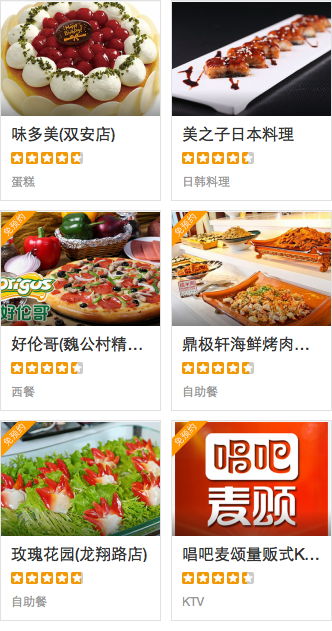 味多美(双安店)
蛋糕
美之子日本料理
日韩料理
免预约
Origus
好伦哥
好伦哥(魏公村精...
西餐
免预约
鼎极轩海鲜烤肉...
自助餐
免预约
玫瑰花园(龙翔路店)
自助餐
免预约
唱吧
麦颂
唱吧麦颂量贩式K...
KTV